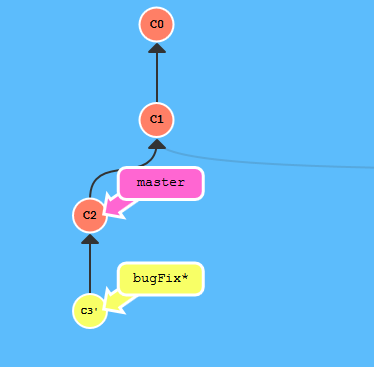 C0
C1
master
C2
bugFix*
C3'